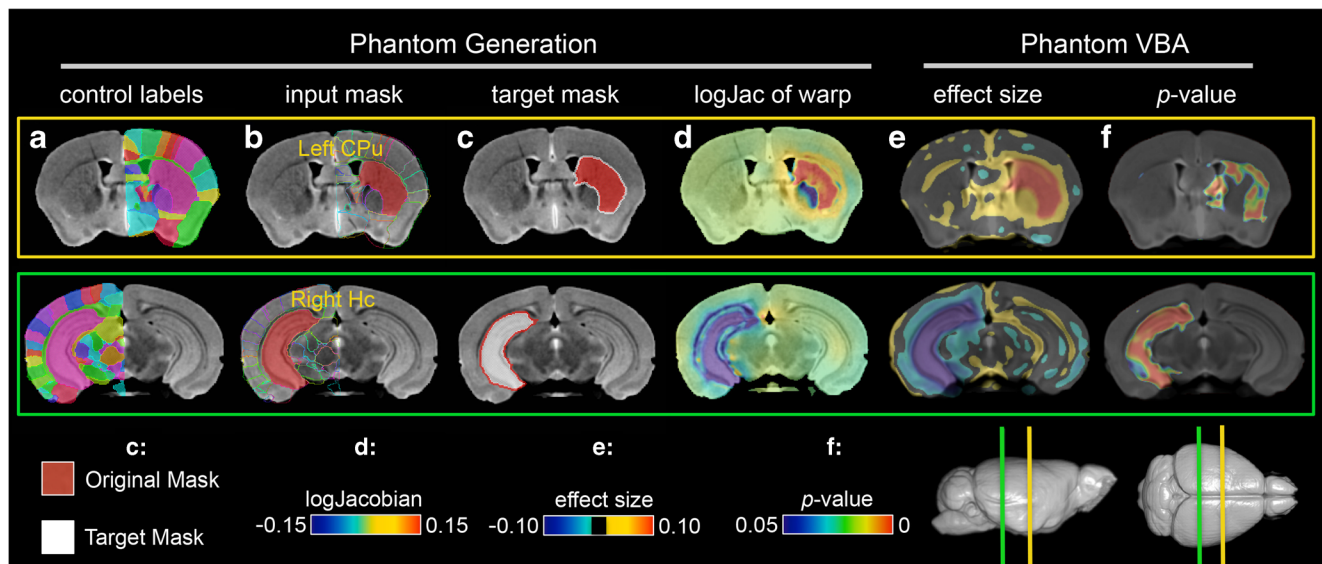 Phantom Generation
Phantom VBA
control labels
input mask
target mask
logJac of warp
effect size
p-value
a
b
c
d
e
f
Left CPu
Right Hc
c:
d:
e:
f:
Original Mask
Target Mask
logJacobian
-0.15
0.15
effect size
-0.10
0.10
p-value
0.05
0